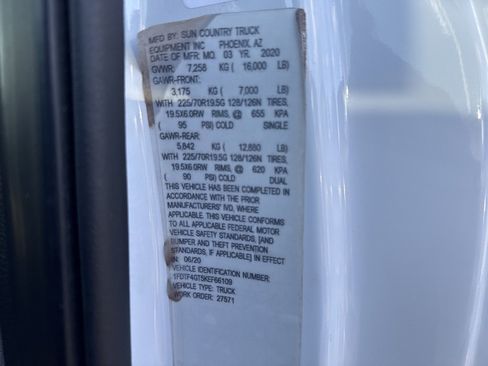 MFD BY: SUN COUNTRY TRUCK
EQUIPMENT INC PHOENIX, AZ
DATE OF MFR: MO. 03 YR. 2020
GVWR: 7,258 KG ( 16,000 LB)
GAWR-FRONT:
3,175 KG ( 7,000 LB)
WITH 225/70R19.5G 128/126N TIRES,
19.5X6.0RW RIMS, @ 655 KPA
( 95 PSI) COLD SINGLE
GAWR-REAR:
5,842 KG ( 12,880 LB)
WITH 225/70R19.5G 128/126N TIRES,
19.5X6.0RW RIMS, @ 620 KPA
( 90 PSI) COLD DUAL
THIS VEHICLE HAS BEEN COMPLETED IN
ACCORDANCE WITH THE PRIOR
MANUFACTURERS' IVD, WHERE
APPLICABLE. THIS VEHICLE CONFORMS
TO ALL APPLICABLE FEDERAL MOTOR
VEHICLE SAFETY STANDARDS, [AND
BUMPER AND THEFT PREVENTION
STANDARDS, IF APPLICABLE] IN EFFECT
IN: 06/20
VEHICLE IDENTIFICATION NUMBER:
1FDTF4GT5KEF66109
VEHICLE TYPE: TRUCK
WORK ORDER: 27571